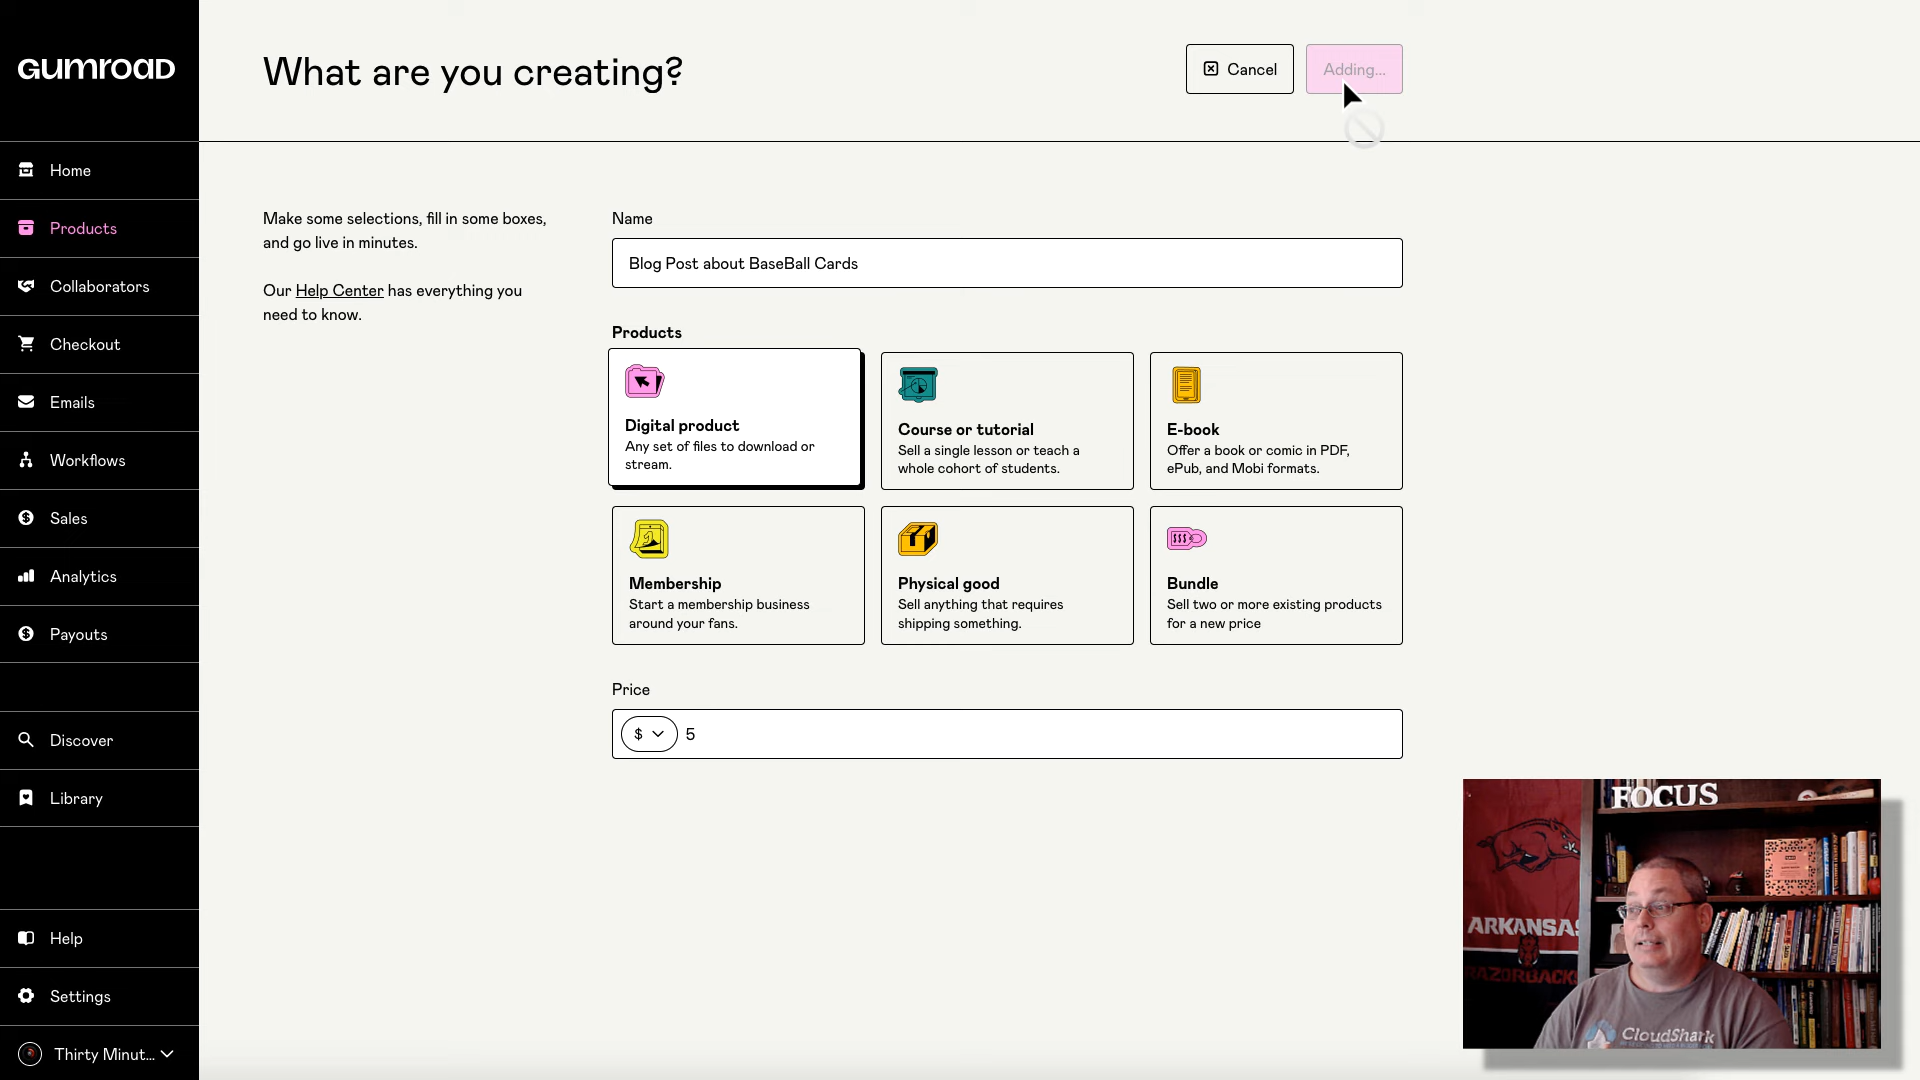 GUMROAD
Home
Products
Collaborators
Checkout
Emails
Workflows
Sales
Analytics
Payouts
Discover
Library
Help
Settings
Thirty Minut...
What are you creating?
Cancel
Adding...
Make some selections, fill in some boxes,
and go live in minutes.
Our Help Center has everything you
need to know.
Name
Blog Post about BaseBall Cards
Products
Digital product
Any set of files to download or
stream.
Course or tutorial
Sell a single lesson or teach a
whole cohort of students.
E-book
Offer a book or comic in PDF,
ePub, and Mobi formats.
Membership
Start a membership business
around your fans.
Physical good
Sell anything that requires
shipping something.
Bundle
Sell two or more existing products
for a new price
Price
$ 5
FOCUS
ARKANSAS
RAZORBACKS
CloudShark